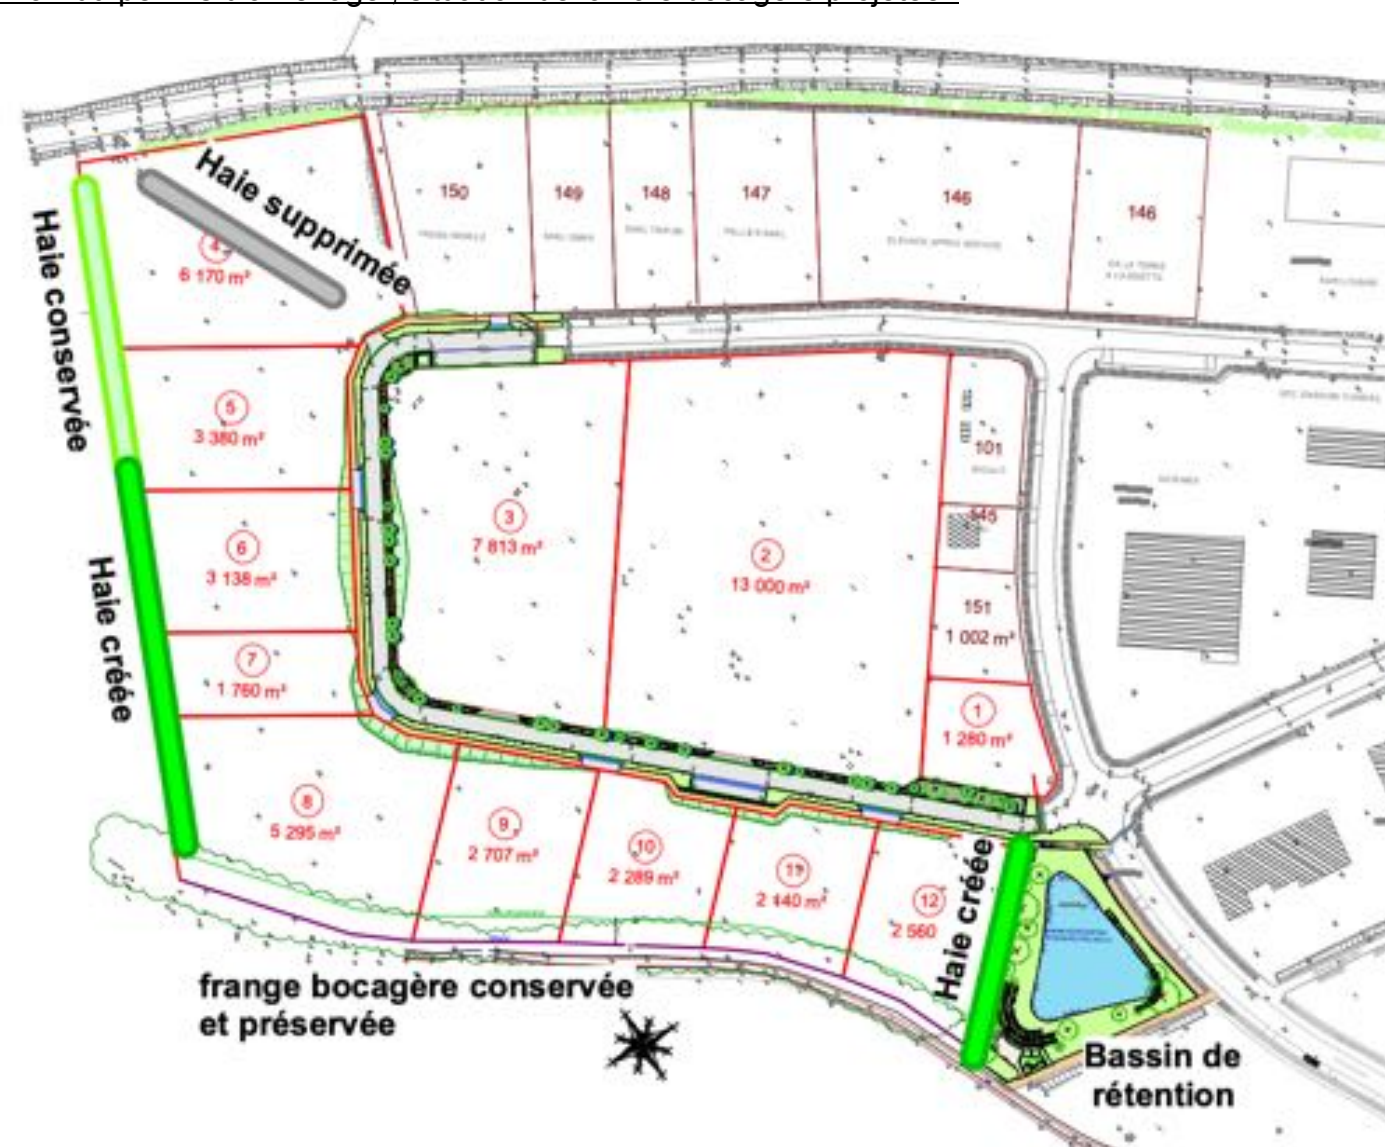 Haie supprimée
Haie conservée
150
149
148
147
146
146
4
6 170 m²
5
3 380 m²
101
145
3
7 813 m²
2
13 000 m²
6
3 138 m²
Haie créée
151
1 002 m²
7
1 760 m²
1
1 280 m²
8
5 295 m²
9
2 707 m²
10
2 289 m²
11
2 440 m²
12
2 560
Haie créée
frange bocagère conservée
et préservée
Bassin de
rétention